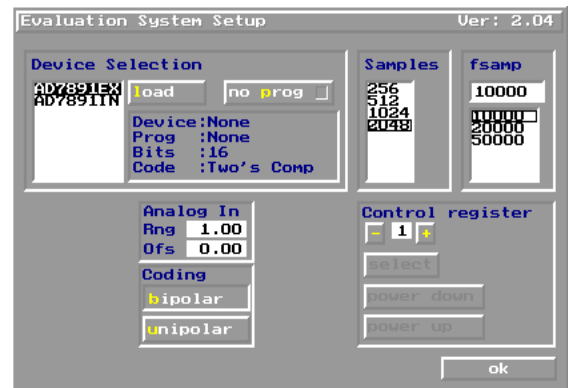 Evaluation System Setup Ver: 2.04
Device Selection
AD7891EX
AD7891IN
load
no prog
Device:None
Prog :None
Bits :16
Code :Two's Comp
Samples
256
512
1024
2048
fsamp
10000
10000
20000
50000
Analog In
Rng 1.00
Ofs 0.00
Coding
bipolar
unipolar
Control register
- 1 +
select
power down
power up
ok